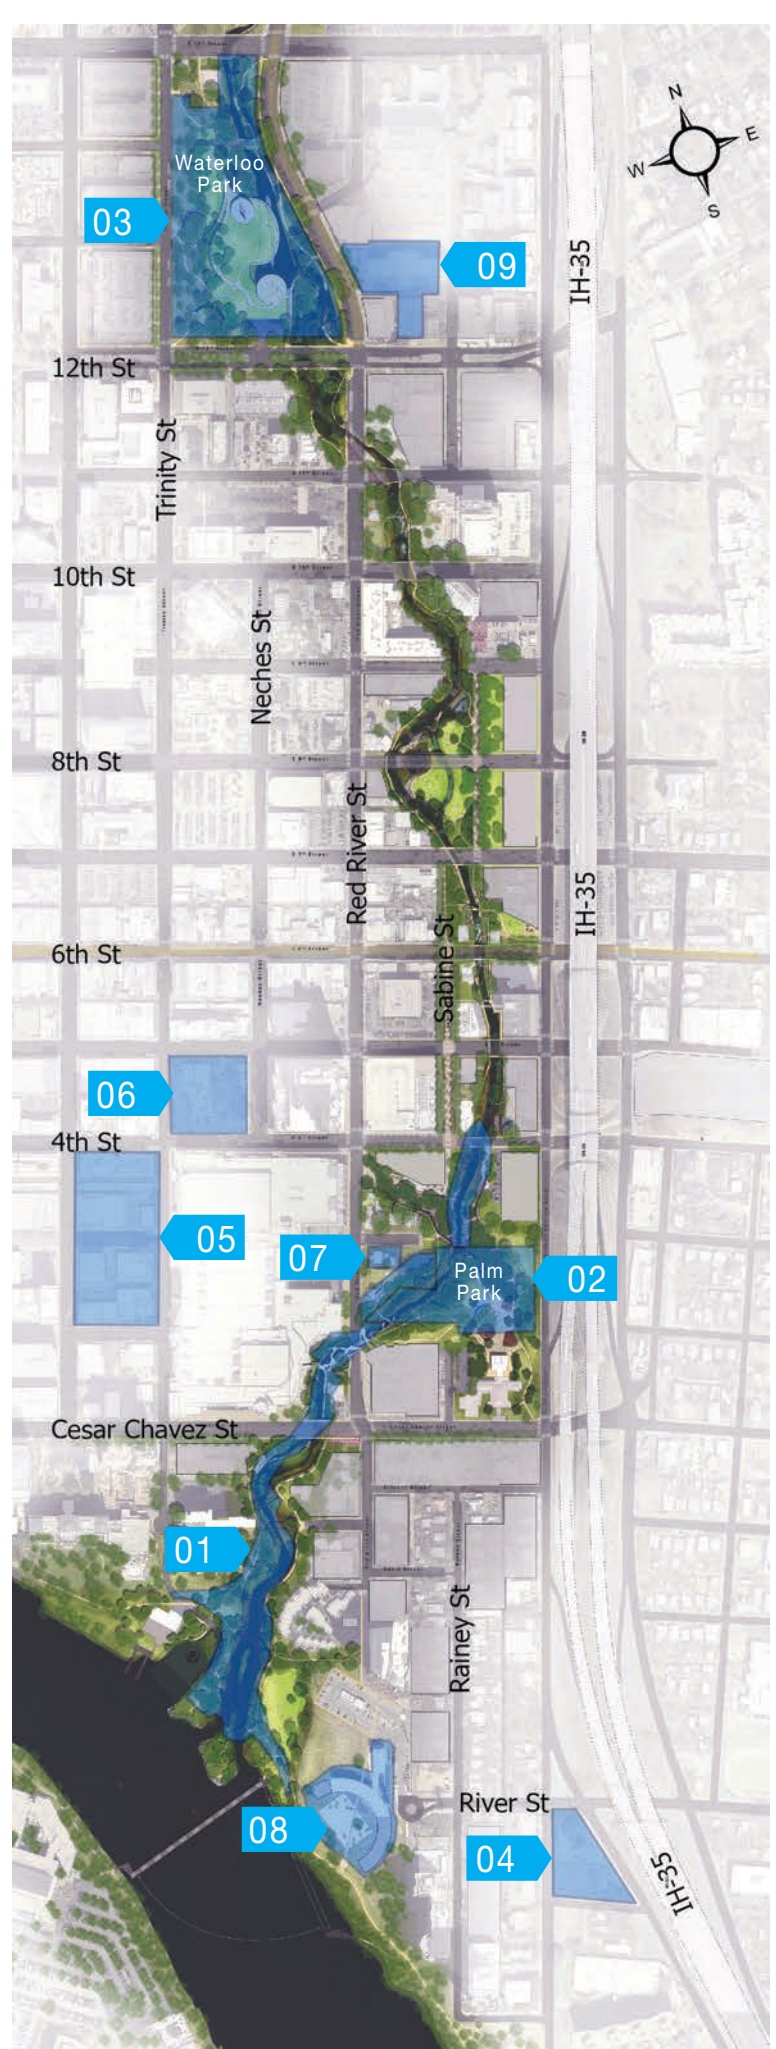 N
E
W
S
Waterloo
Park
03
09
IH-35
12th St
Trinity St
10th St
Neches St
8th St
Red River St
IH-35
6th St
Sabine St
06
4th St
05
07
Palm
Park
02
Cesar Chavez St
01
Rainey St
River St
08
04
IH-35